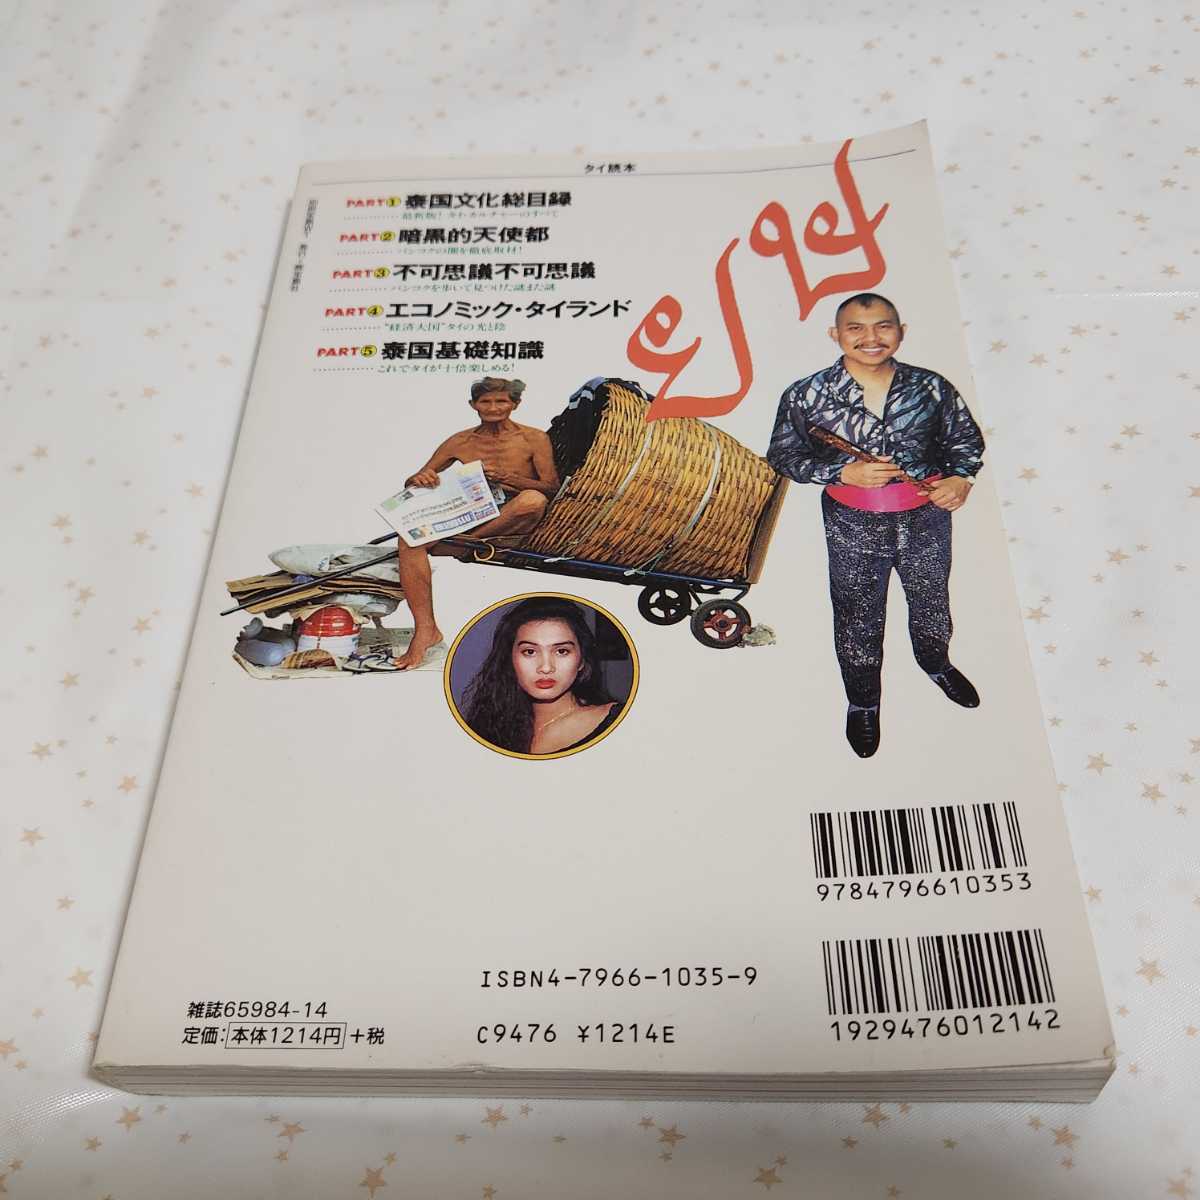 タイ読本
PART① 泰国文化総目録
最新版! タイ・カルチャーのすべて
PART② 暗黒的天使都
バンコクの闇を徹底取材!
PART③ 不可思議不可思議
バンコクを歩いて見つけた謎また謎
PART④ エコノミック・タイランド
“経済大国”タイの光と陰
PART⑤ 泰国基礎知識
これでタイが十倍楽しめる!
9784796610353
ISBN4-7966-1035-9
1929476012142
雑誌65984-14
定価:本体1214円+税
C9476 ¥1214E